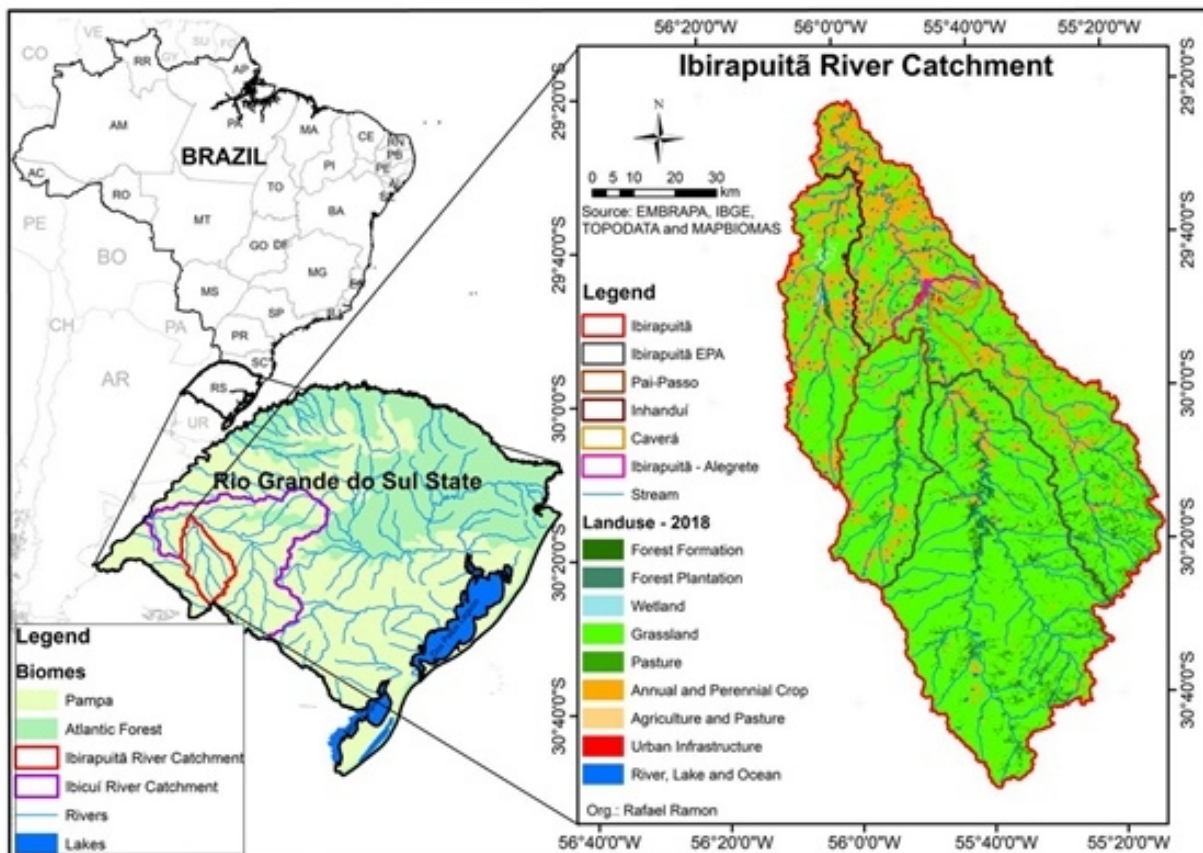 VE
SU
FG
CO
GY
RR
AP
AM
PA
MA
CE
RN
PB
PE
PI
AC
RO
TO
BRAZIL
MT
BA
PE
BO
GO
DF
MG
MS
SP
CH
PA
PR
SC
AR
RS
UR
Rio Grande do Sul State
Legend
Biomes
Pampa
Atlantic Forest
Ibirapuitã River Catchment
Ibicuí River Catchment
Rivers
Lakes
56°20'0"W
56°0'0"W
55°40'0"W
55°20'0"W
Ibirapuitã River Catchment
N
0 5 10 20 30
km
Source: EMBRAPA, IBGE,
TOPODATA and MAPBIOMAS
Legend
Ibirapuitã
Ibirapuitã EPA
Pai-Passo
Inhanduí
Caverá
Ibirapuitã - Alegrete
Stream
Landuse - 2018
Forest Formation
Forest Plantation
Wetland
Grassland
Pasture
Annual and Perennial Crop
Agriculture and Pasture
Urban Infrastructure
River, Lake and Ocean
Org.: Rafael Ramon
29°20'0"S
29°40'0"S
30°0'0"S
30°20'0"S
30°40'0"S
29°20'0"S
29°40'0"S
30°0'0"S
30°20'0"S
30°40'0"S
56°40'0"W
56°20'0"W
56°0'0"W
55°40'0"W
55°20'0"W